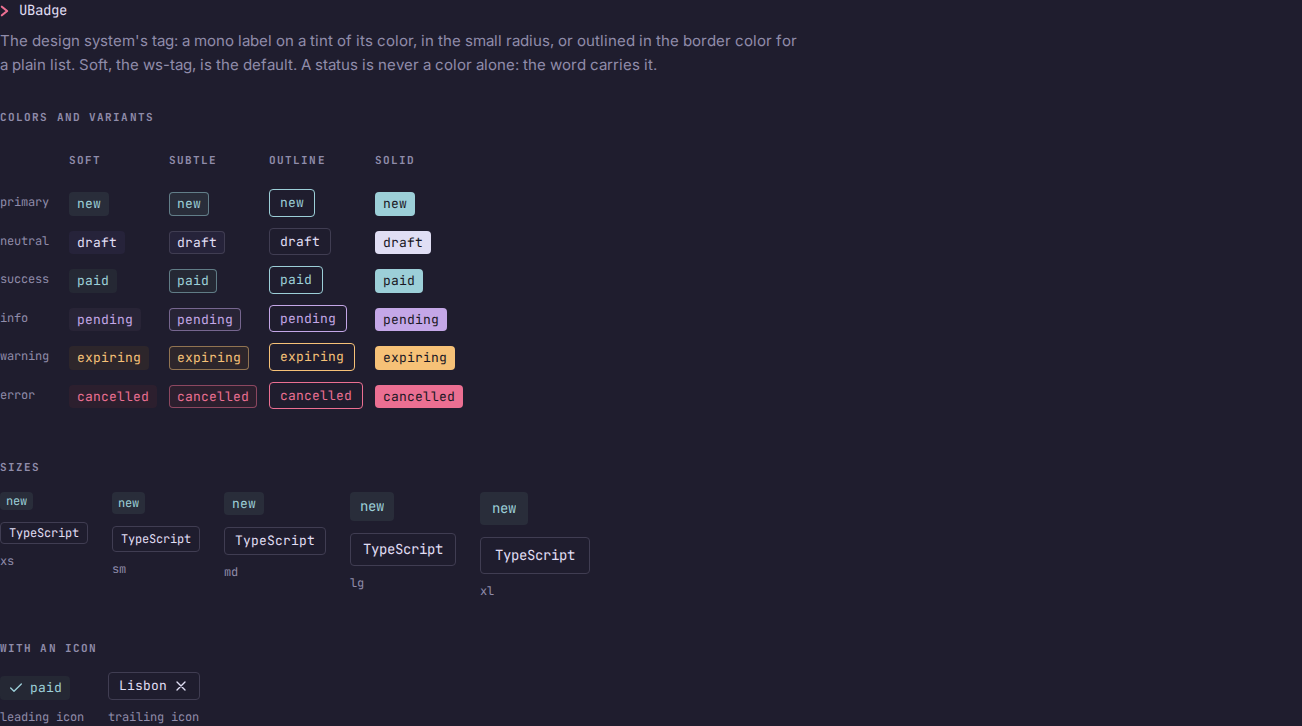 UBadge
The design system's tag: a mono label on a tint of its color, in the small radius, or outlined in the border color for
a plain list. Soft, the ws-tag, is the default. A status is never a color alone: the word carries it.
COLORS AND VARIANTS
SOFT SUBTLE OUTLINE SOLID
primary new new new new
neutral draft draft draft draft
success paid paid paid paid
info pending pending pending pending
warning expiring expiring expiring expiring
error cancelled cancelled cancelled cancelled
SIZES
new new new new new
TypeScript TypeScript TypeScript TypeScript TypeScript
xs sm md lg xl
WITH AN ICON
paid Lisbon
leading icon trailing icon